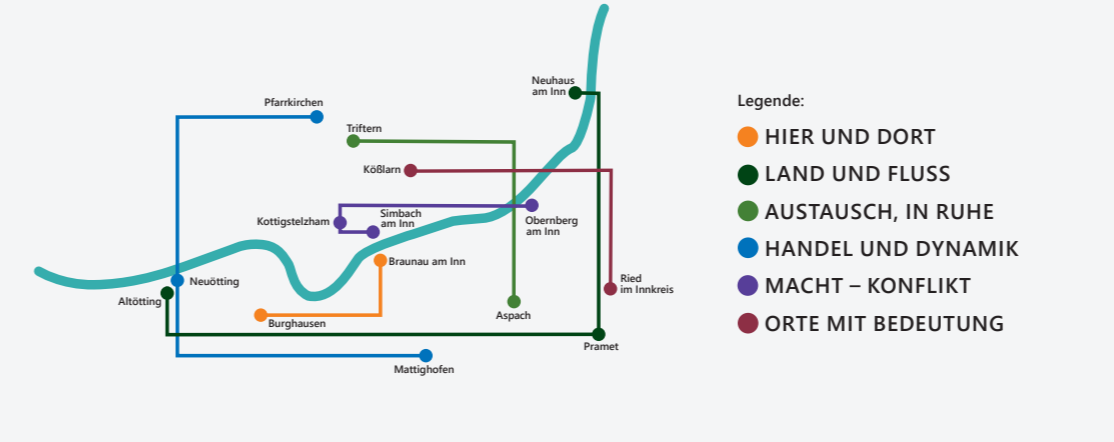 Neuhaus
am Inn
Pfarrkirchen
Triftern
Kößlarn
Kottigstelzham
Simbach
am Inn
Obernberg
am Inn
Braunau am Inn
Neuötting
Altötting
Burghausen
Ried
im Innkreis
Aspach
Pramet
Mattighofen
Legende:
HIER UND DORT
LAND UND FLUSS
AUSTAUSCH, IN RUHE
HANDEL UND DYNAMIK
MACHT – KONFLIKT
ORTE MIT BEDEUTUNG